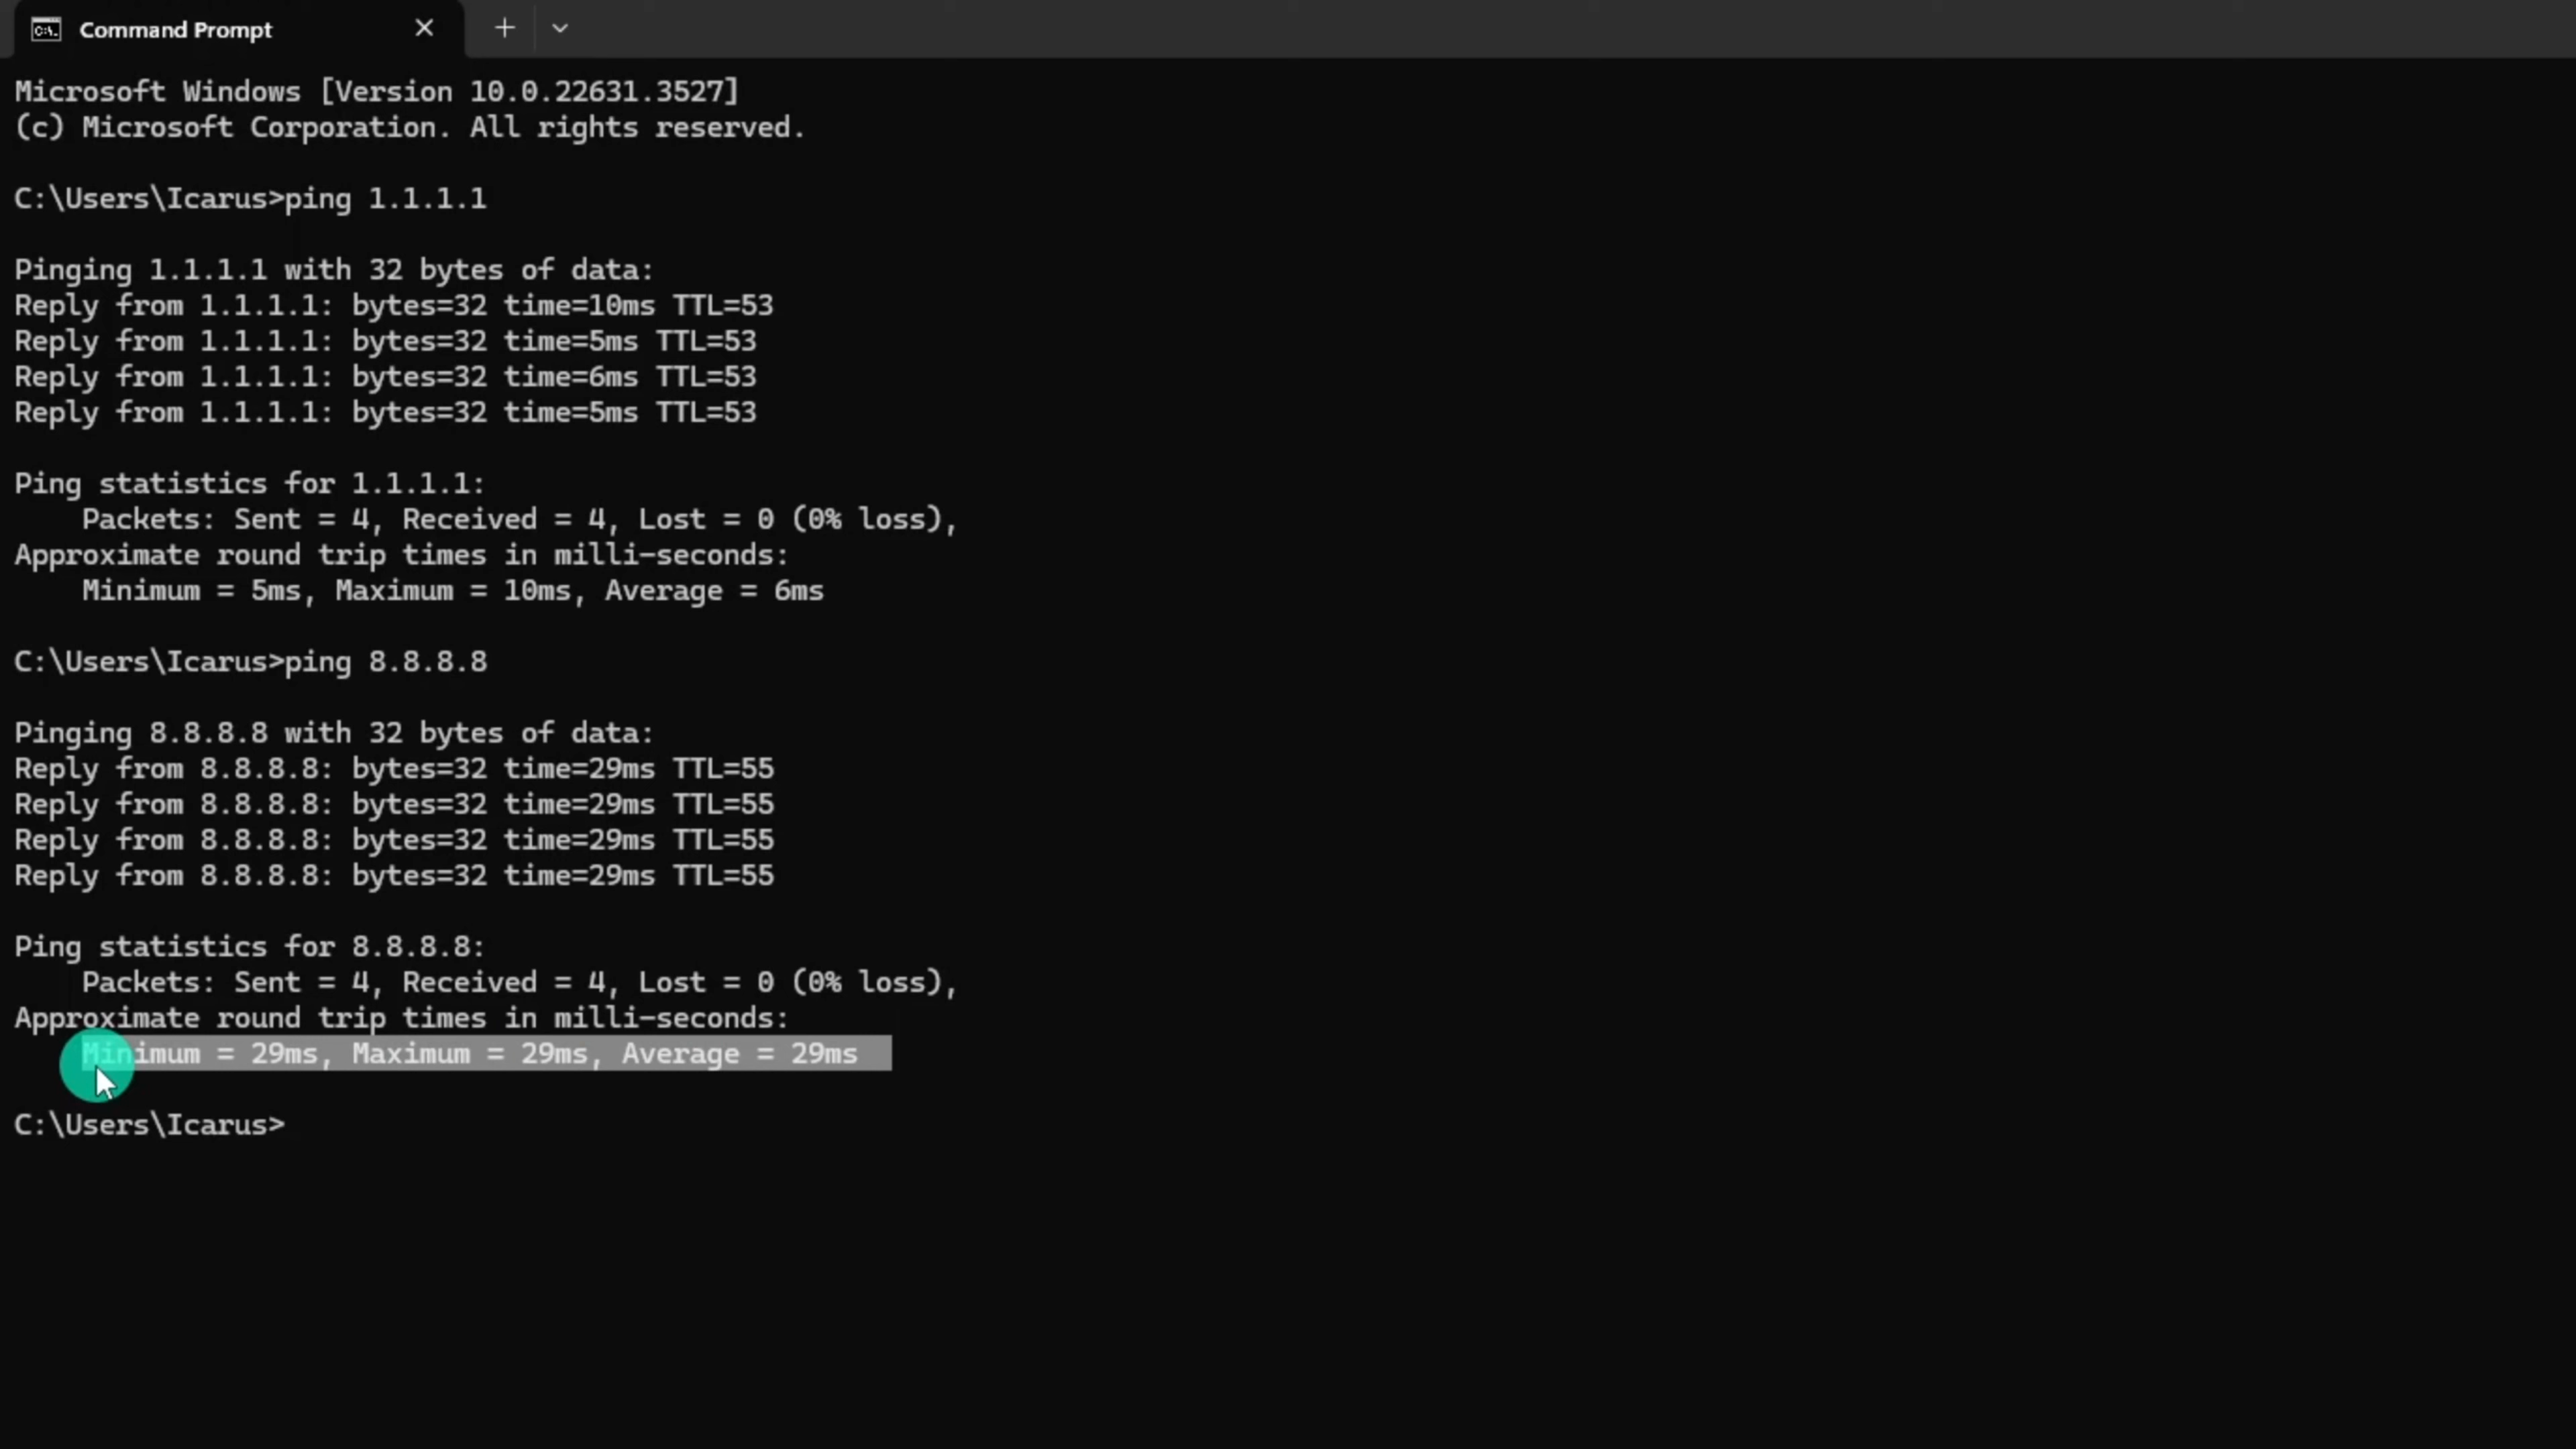 Command Prompt
Microsoft Windows [Version 10.0.22631.3527]
(c) Microsoft Corporation. All rights reserved.
C:\Users\Icarus>ping 1.1.1.1
Pinging 1.1.1.1 with 32 bytes of data:
Reply from 1.1.1.1: bytes=32 time=10ms TTL=53
Reply from 1.1.1.1: bytes=32 time=5ms TTL=53
Reply from 1.1.1.1: bytes=32 time=6ms TTL=53
Reply from 1.1.1.1: bytes=32 time=5ms TTL=53
Ping statistics for 1.1.1.1:
Packets: Sent = 4, Received = 4, Lost = 0 (0% loss),
Approximate round trip times in milli-seconds:
Minimum = 5ms, Maximum = 10ms, Average = 6ms
C:\Users\Icarus>ping 8.8.8.8
Pinging 8.8.8.8 with 32 bytes of data:
Reply from 8.8.8.8: bytes=32 time=29ms TTL=55
Reply from 8.8.8.8: bytes=32 time=29ms TTL=55
Reply from 8.8.8.8: bytes=32 time=29ms TTL=55
Reply from 8.8.8.8: bytes=32 time=29ms TTL=55
Ping statistics for 8.8.8.8:
Packets: Sent = 4, Received = 4, Lost = 0 (0% loss),
Approximate round trip times in milli-seconds:
Minimum = 29ms, Maximum = 29ms, Average = 29ms
C:\Users\Icarus>